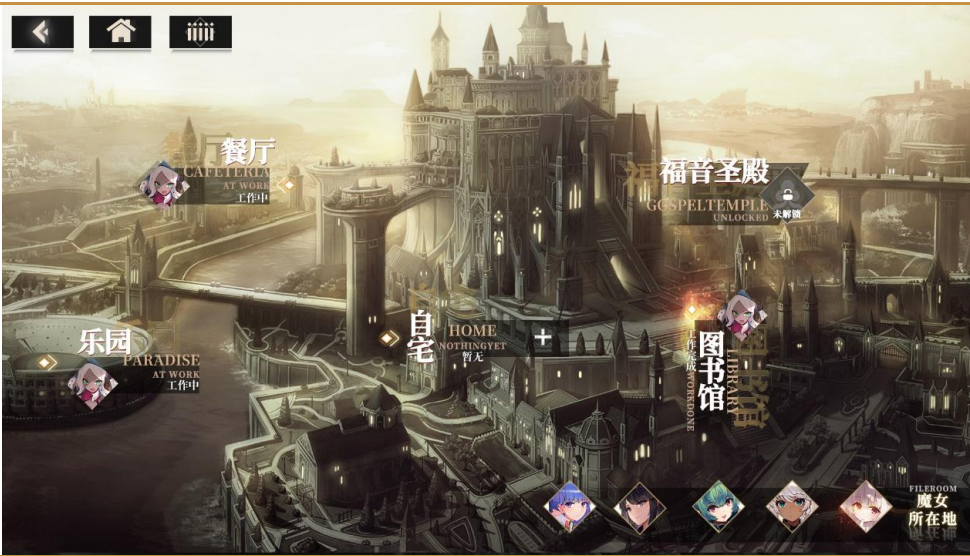 餐厅
CAFETERIA
AT WORK
工作中
福音圣殿
GOSPELTEMPLE
UNLOCKED
未解锁
乐园
PARADISE
AT WORK
工作中
自宅
HOME
NOTHINGYET
暂无
图书馆
LIBRARY
工作完成
WORKDONE
FILEROOM
魔女
所在地